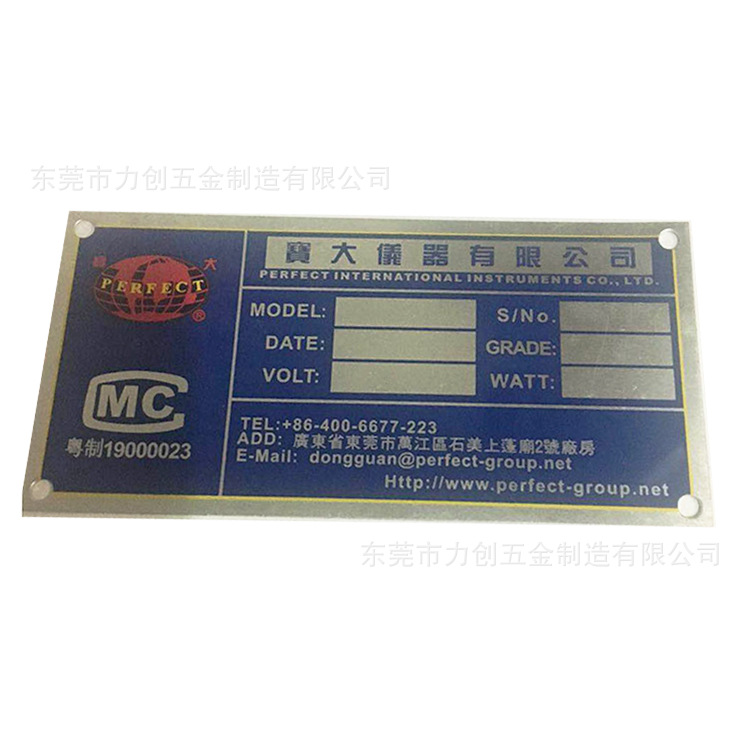 东莞市力创五金制造有限公司
寶大儀器有限公司
PERFECT INTERNATIONAL INSTRUMENTS CO., LTD.
寶 大
PERFECT
®
MODEL: S/No.
DATE: GRADE:
VOLT: WATT:
MC
粤制19000023
TEL:+86-400-6677-223
ADD: 廣東省東莞市萬江區石美上蓬廟2號廠房
E-Mail: dongguan@perfect-group.net
Http://www.perfect-group.net
东莞市力创五金制造有限公司